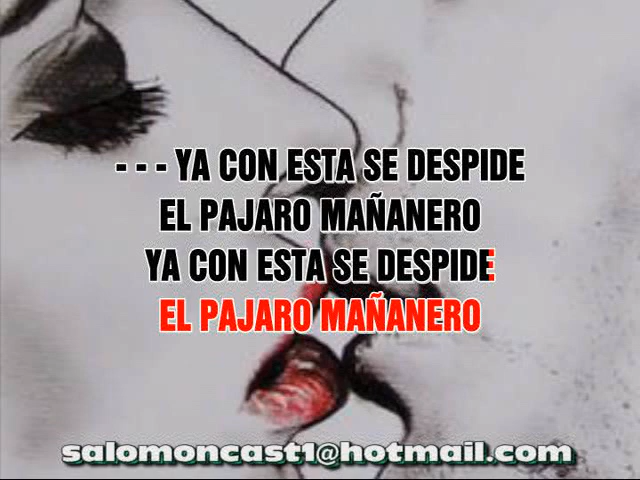 - - - YA CON ESTA SE DESPIDE
EL PAJARO MAÑANERO
YA CON ESTA SE DESPIDE
EL PAJARO MAÑANERO
salomoncast1@hotmail.com